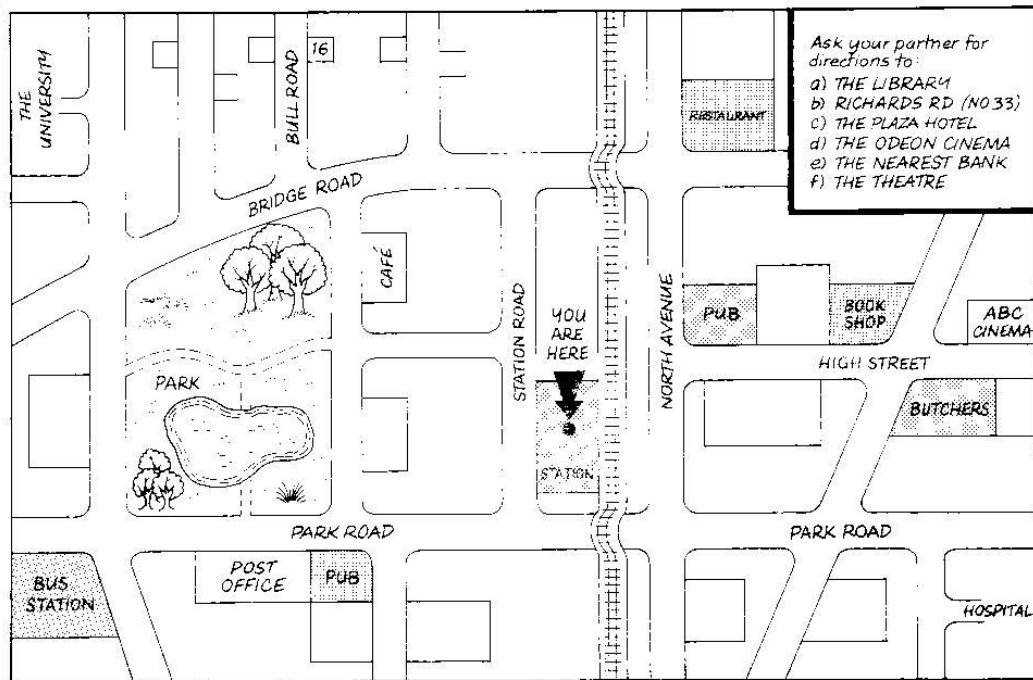 THE
UNIVERSITY
BULL ROAD
16
BRIDGE ROAD
CAFÉ
PARK
STATION ROAD
YOU
ARE
HERE
STATION
NORTH AVENUE
RESTAURANT
Ask your partner for
directions to:
a) THE LIBRARY
b) RICHARDS RD (NO 33)
c) THE PLAZA HOTEL
d) THE ODEON CINEMA
e) THE NEAREST BANK
f) THE THEATRE
PUB
BOOK
SHOP
ABC
CINEMA
HIGH STREET
BUTCHERS
PARK ROAD
PARK ROAD
BUS
STATION
POST
OFFICE
PUB
HOSPITAL